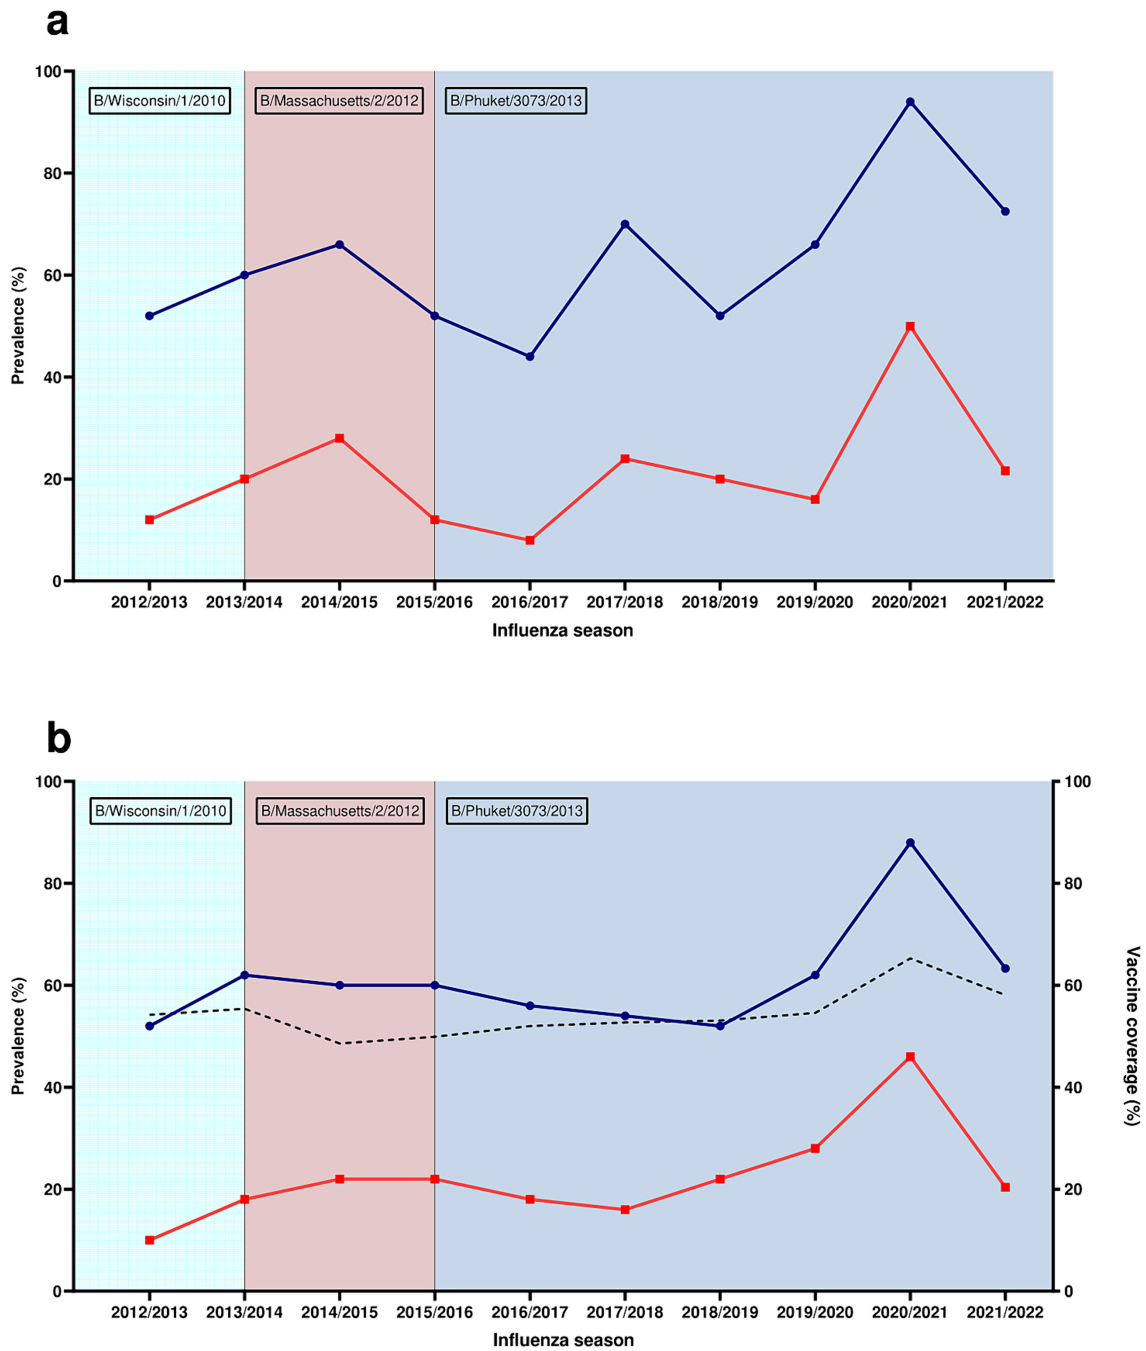 a
100
80
60
40
20
0
Prevalence (%)
B/Wisconsin/1/2010
B/Massachusetts/2/2012
B/Phuket/3073/2013
2012/2013 2013/2014 2014/2015 2015/2016 2016/2017 2017/2018 2018/2019 2019/2020 2020/2021 2021/2022
Influenza season
b
100
80
60
40
20
0
Prevalence (%)
B/Wisconsin/1/2010
B/Massachusetts/2/2012
B/Phuket/3073/2013
100
80
60
40
20
0
Vaccine coverage (%)
2012/2013 2013/2014 2014/2015 2015/2016 2016/2017 2017/2018 2018/2019 2019/2020 2020/2021 2021/2022
Influenza season